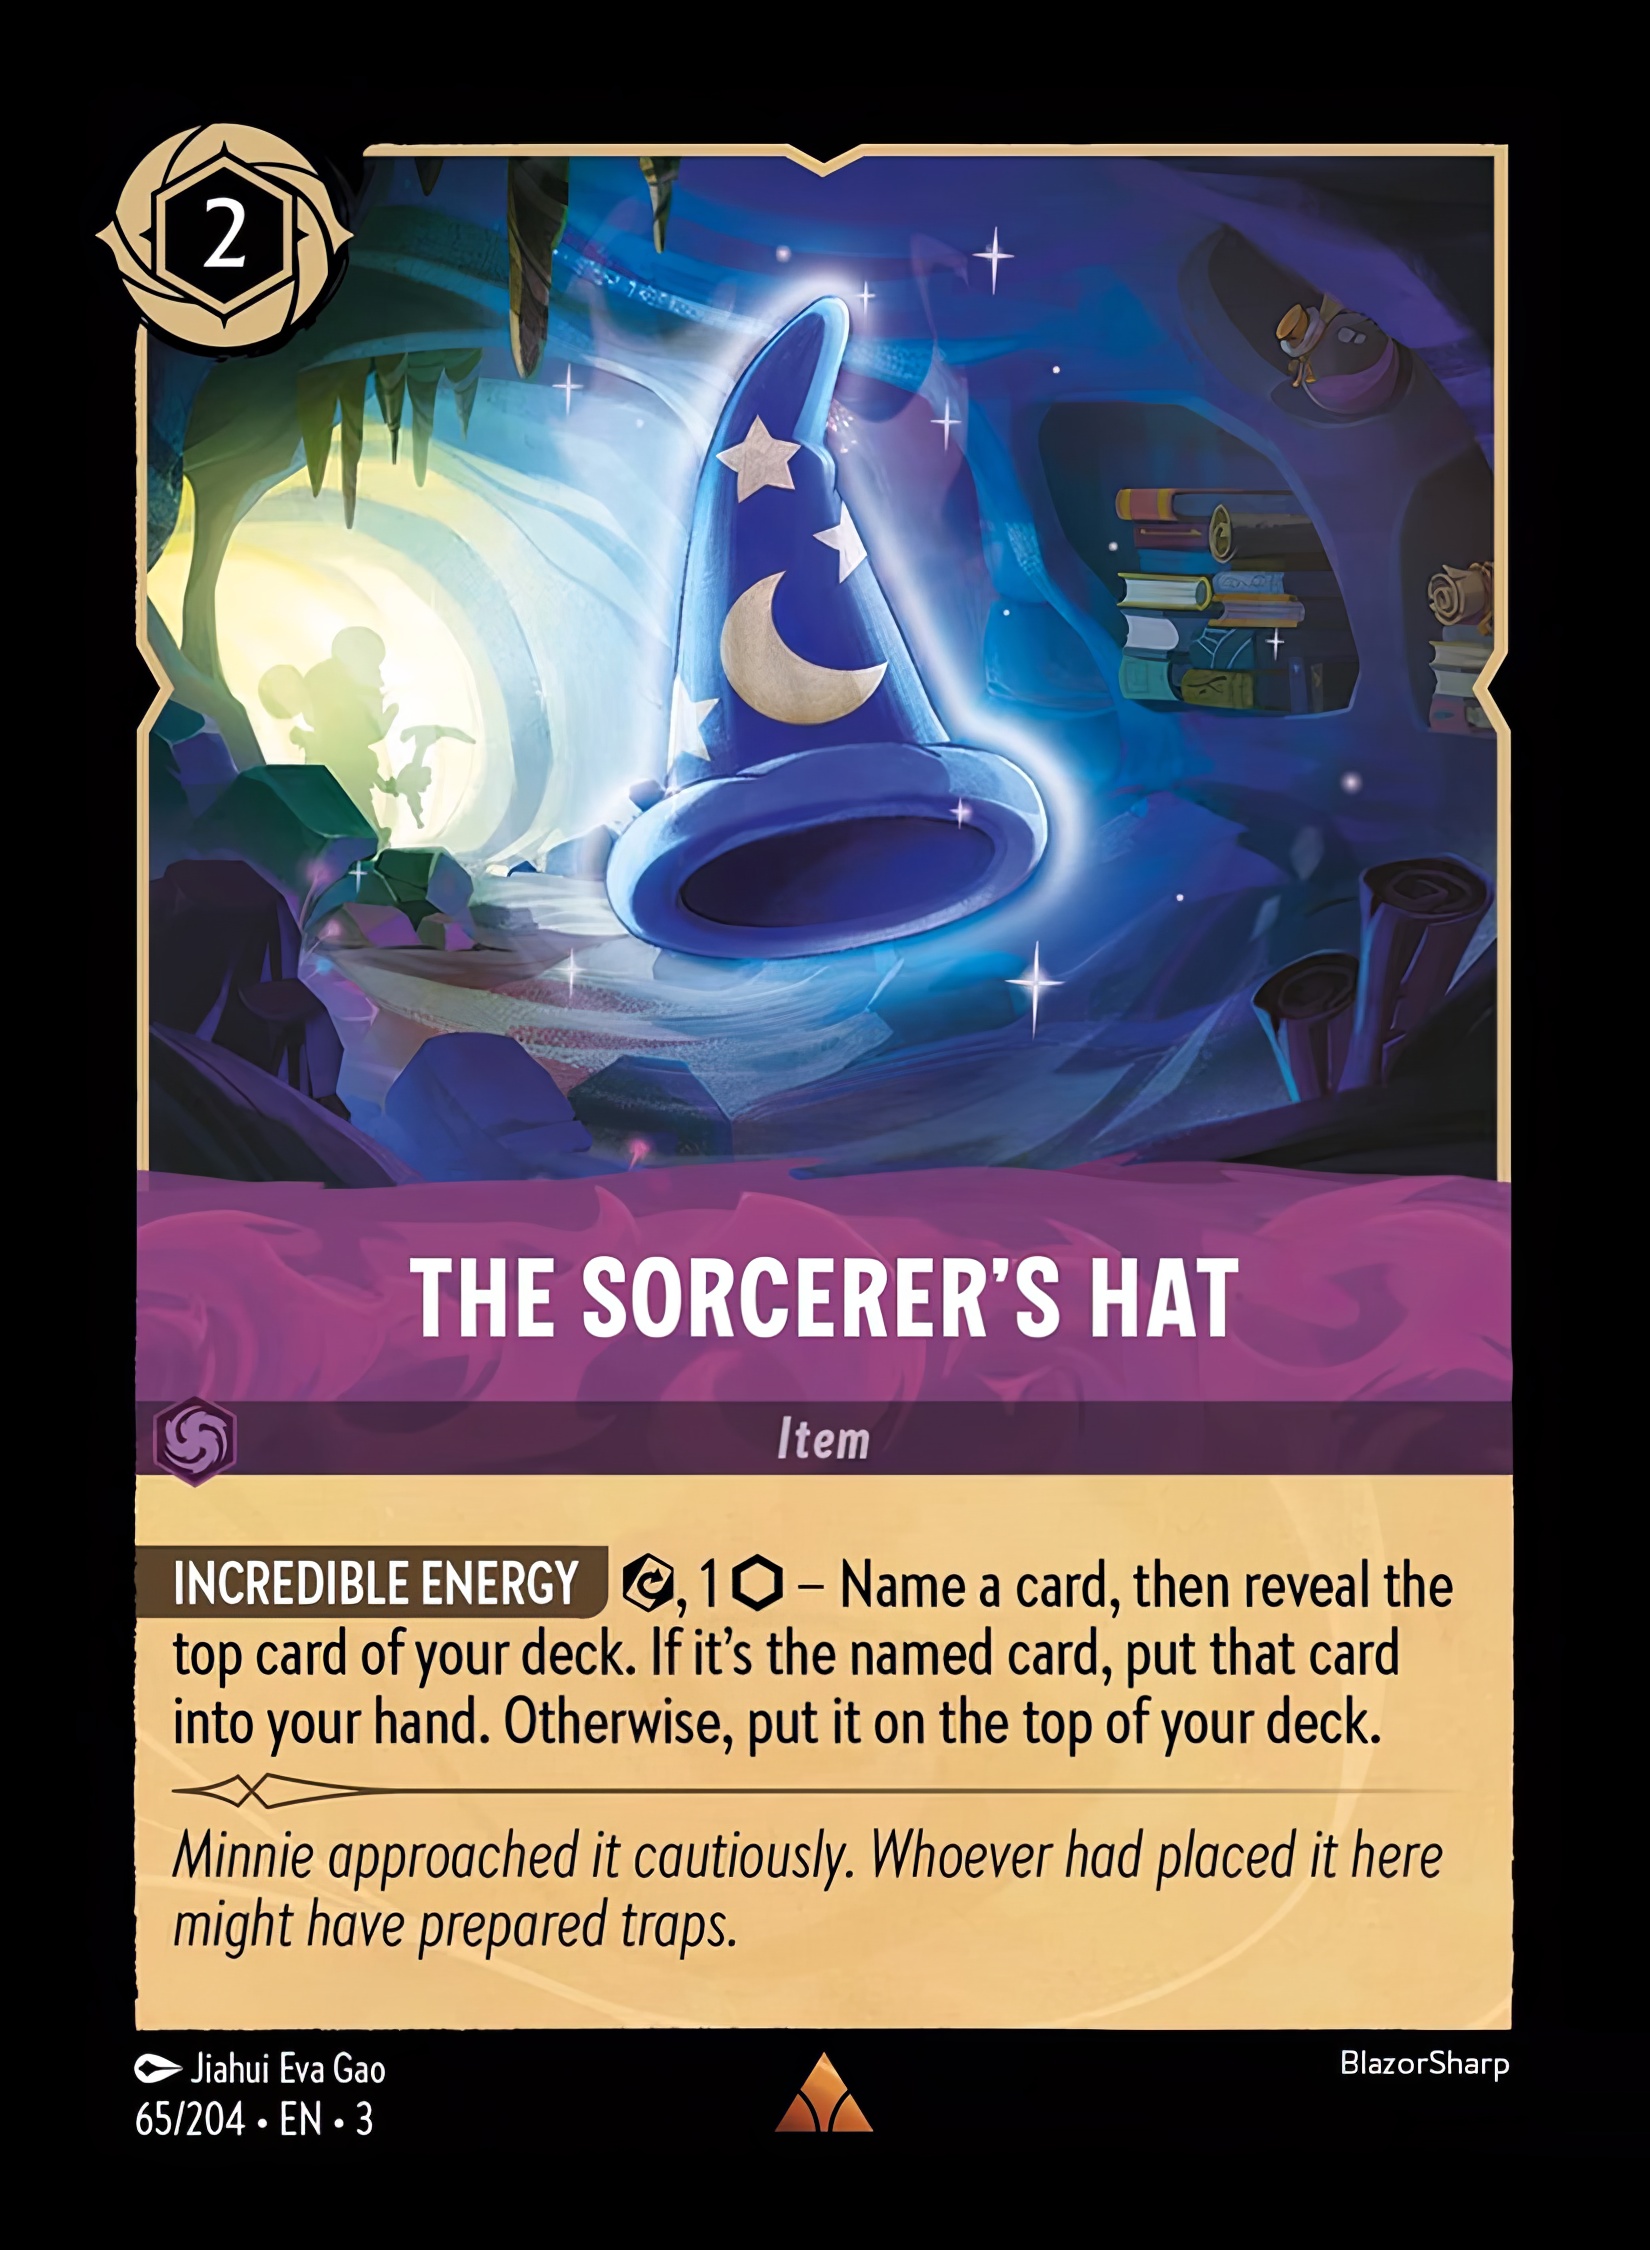 2
THE SORCERER’S HAT
Item
INCREDIBLE ENERGY , 1 – Name a card, then reveal the
top card of your deck. If it’s the named card, put that card
into your hand. Otherwise, put it on the top of your deck.
Minnie approached it cautiously. Whoever had placed it here
might have prepared traps.
Jiahui Eva Gao
BlazorSharp
65/204 • EN • 3